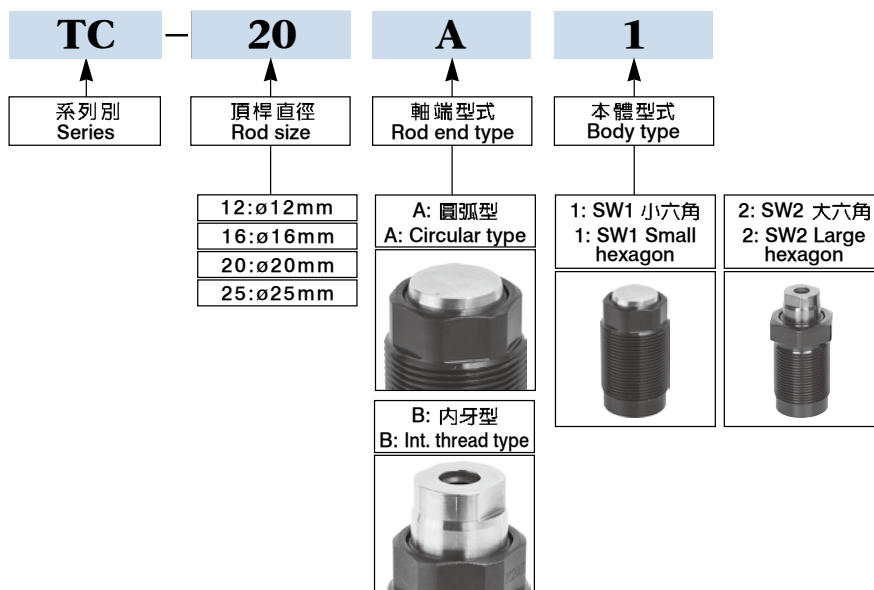 TC – 20 A 1
系列別
Series
頂桿直徑
Rod size
軸端型式
Rod end type
本體型式
Body type
12:ø12mm
16:ø16mm
20:ø20mm
25:ø25mm
A: 圓弧型
A: Circular type
B: 內牙型
B: Int. thread type
1: SW1 小六角
1: SW1 Small
hexagon
2: SW2 大六角
2: SW2 Large
hexagon